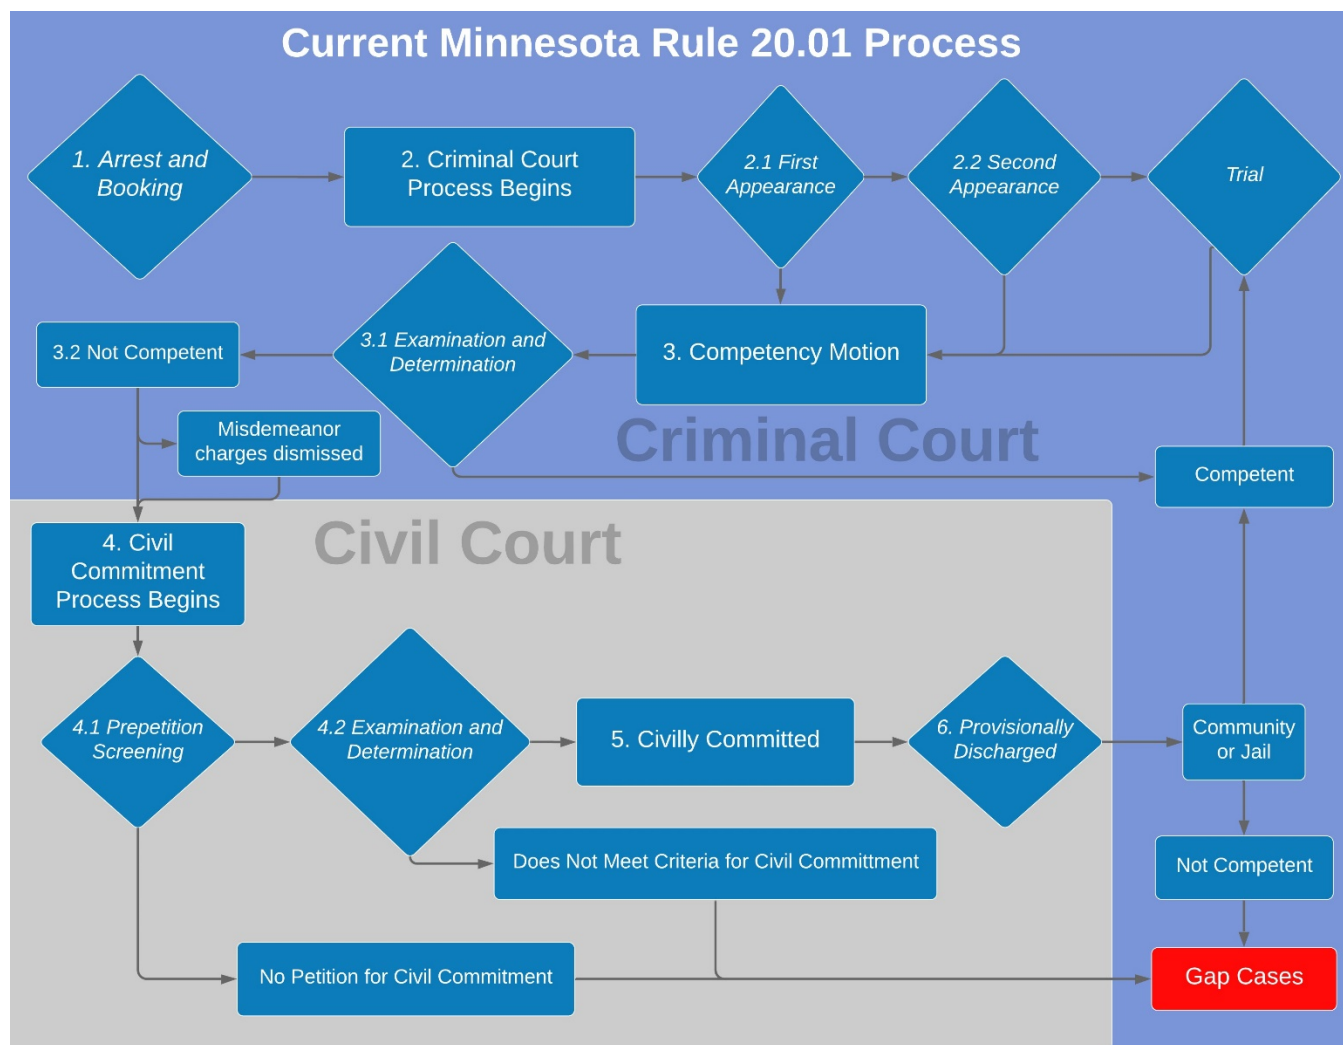 Current Minnesota Rule 20.01 Process
1. Arrest and
Booking
2. Criminal Court
Process Begins
2.1 First
Appearance
2.2 Second
Appearance
Trial
3.2 Not Competent
3.1 Examination and
Determination
3. Competency Motion
Misdemeanor
charges dismissed
Criminal Court
Competent
Civil Court
4. Civil
Commitment
Process Begins
4.1 Prepetition
Screening
4.2 Examination and
Determination
5. Civilly Committed
6. Provisionally
Discharged
Community
or Jail
Does Not Meet Criteria for Civil Committment
Not Competent
No Petition for Civil Commitment
Gap Cases